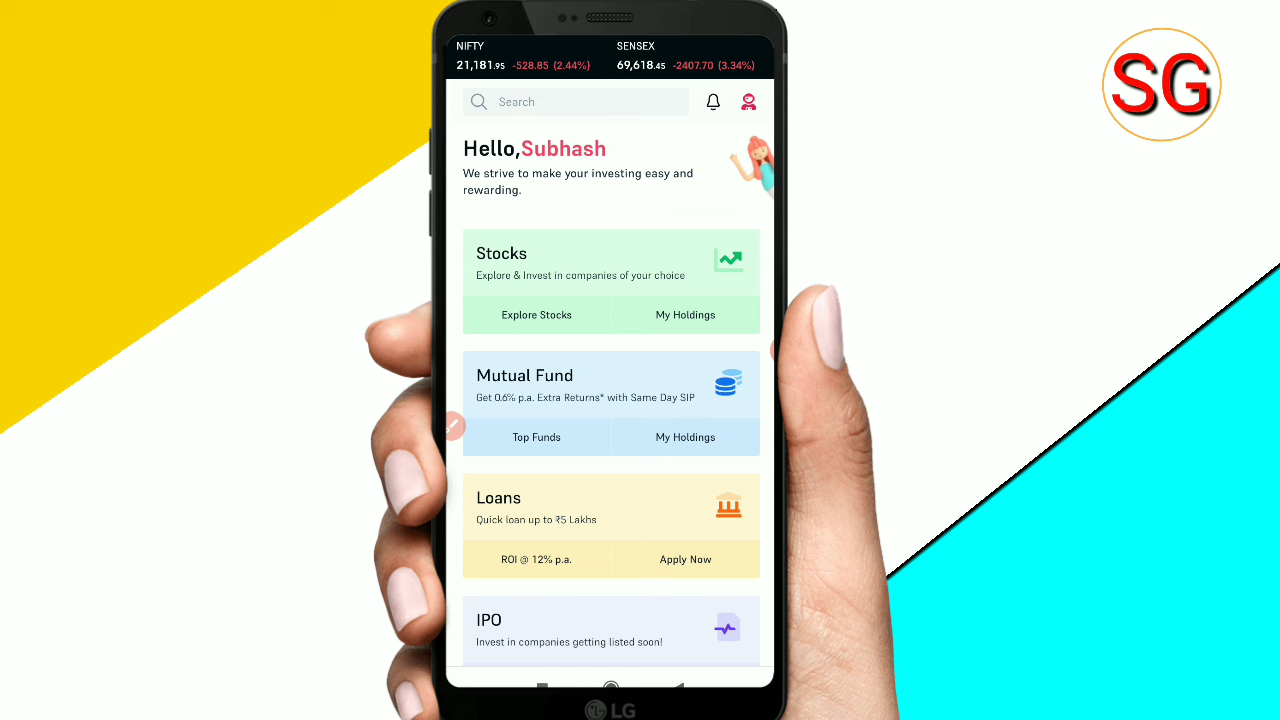 NIFTY
21,181.95 -528.85 (2.44%)
SENSEX
69,618.45 -2407.70 (3.34%)
SG
Search
Hello,Subhash
We strive to make your investing easy and
rewarding.
Stocks
Explore & Invest in companies of your choice
Explore Stocks
My Holdings
Mutual Fund
Get 0.6% p.a. Extra Returns* with Same Day SIP
Top Funds
My Holdings
Loans
Quick loan up to ₹5 Lakhs
ROI @ 12% p.a.
Apply Now
IPO
Invest in companies getting listed soon!
LG